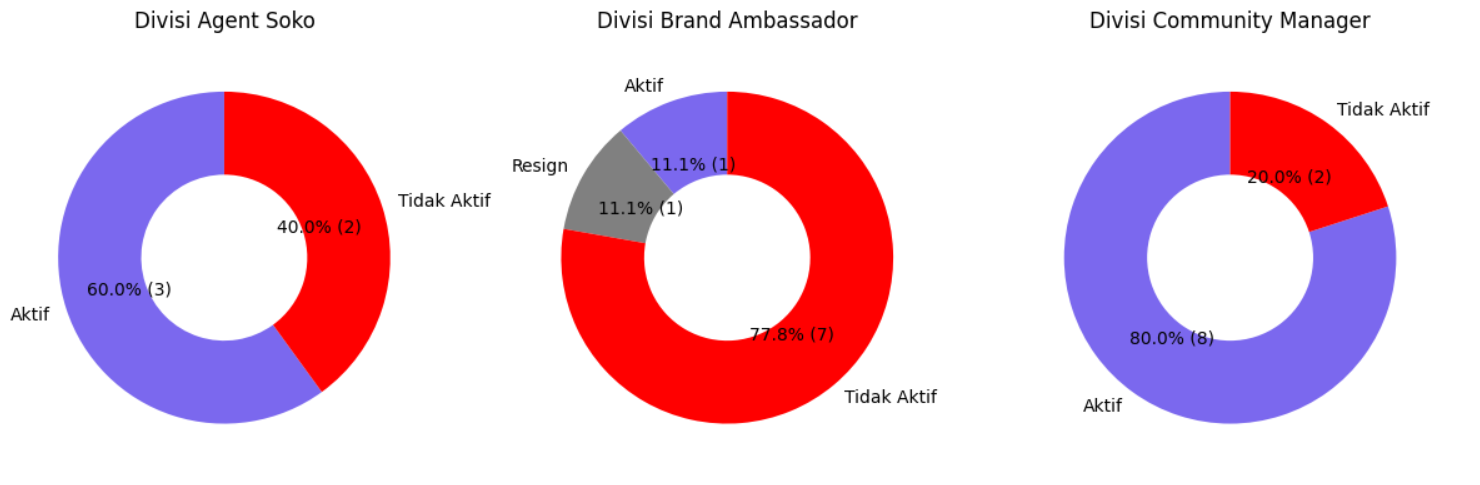 Divisi Agent Soko
Tidak Aktif
40.0% (2)
60.0% (3)
Aktif
Divisi Brand Ambassador
Aktif
11.1% (1)
Resign
11.1% (1)
77.8% (7)
Tidak Aktif
Divisi Community Manager
Tidak Aktif
20.0% (2)
80.0% (8)
Aktif